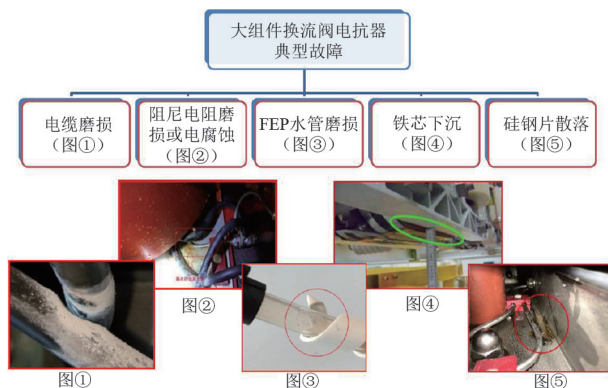 大组件换流阀电抗器
典型故障
电缆磨损
（图①）
阻尼电阻磨
损或电腐蚀
（图②）
FEP水管磨损
（图③）
铁芯下沉
（图④）
硅钢片散落
（图⑤）
图②
图④
图①
图③
图⑤